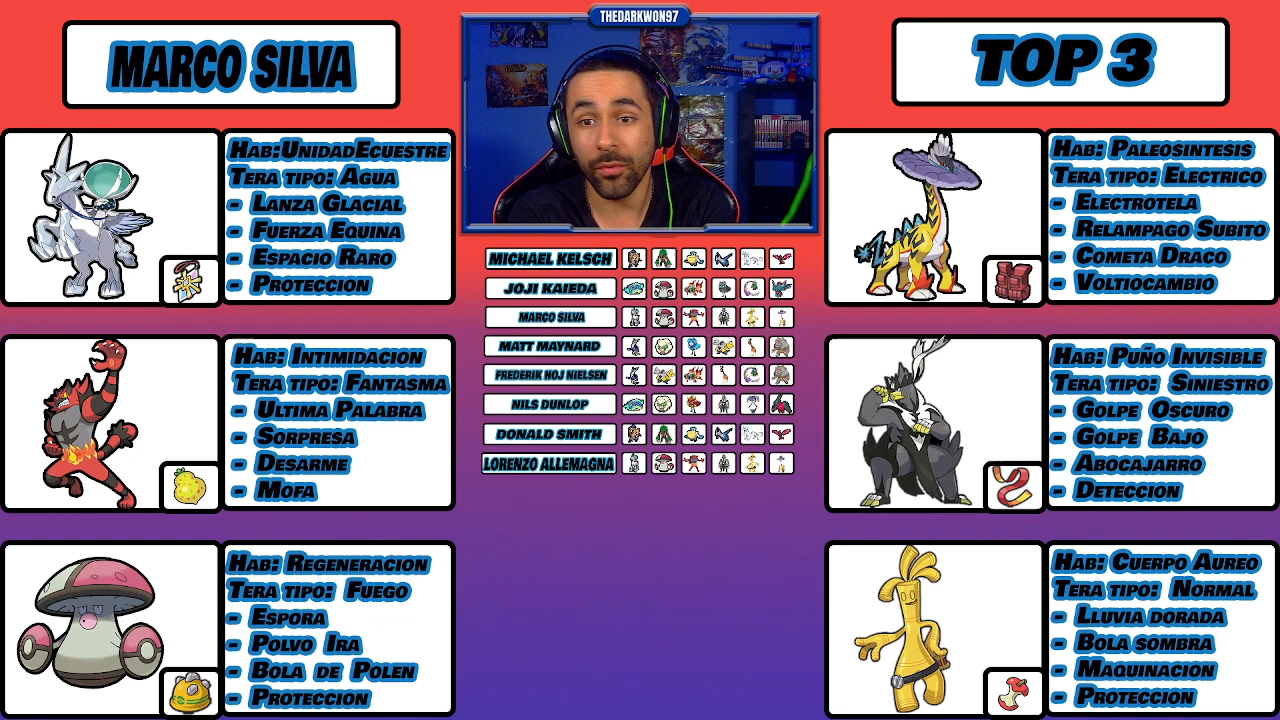 THEDARKWON97
MARCO SILVA
TOP 3
Hab:UnidadEcuestre
Tera tipo: Agua
- Lanza Glacial
- Fuerza Equina
- Espacio Raro
- Proteccion
Hab: Intimidacion
Tera tipo: Fantasma
- Ultima Palabra
- Sorpresa
- Desarme
- Mofa
Hab: Regeneracion
Tera tipo: Fuego
- Espora
- Polvo Ira
- Bola de Polen
- Proteccion
MICHAEL KELSCH
JOJI KAIEDA
MARCO SILVA
MATT MAYNARD
FREDERIK HOJ NIELSEN
NILS DUNLOP
DONALD SMITH
LORENZO ALLEMAGNA
Hab: Paleosintesis
Tera tipo: Electrico
- Electrotela
- Relampago Subito
- Cometa Draco
- Voltiocambio
Hab: Puño Invisible
Tera tipo: Siniestro
- Golpe Oscuro
- Golpe Bajo
- Abocajarro
- Deteccion
Hab: Cuerpo Aureo
Tera tipo: Normal
- Lluvia dorada
- Bola sombra
- Maquinacion
- Proteccion